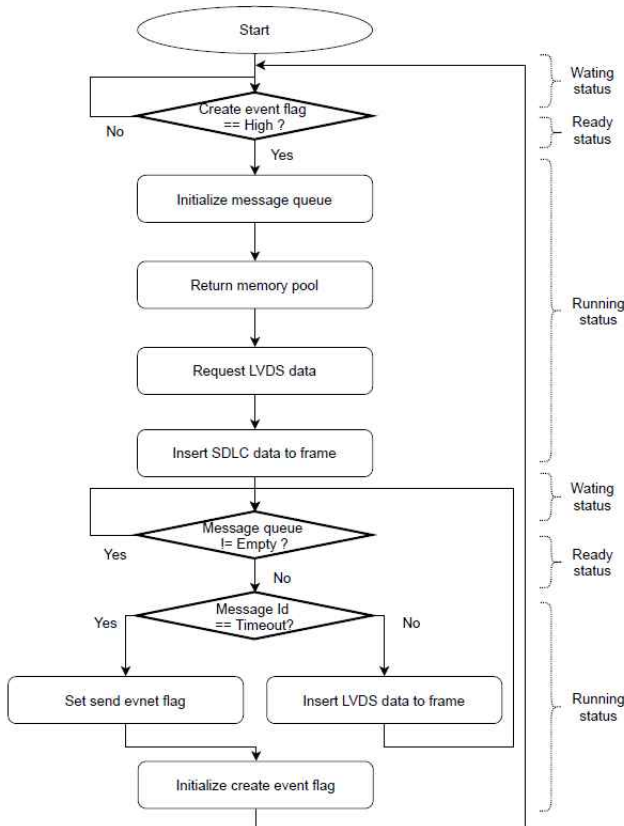 Start
Wating
status
Create event flag
== High ?
No
Ready
status
Yes
Initialize message queue
Return memory pool
Running
status
Request LVDS data
Insert SDLC data to frame
Wating
status
Message queue
!= Empty ?
Yes
Ready
status
No
Message Id
== Timeout?
Yes
No
Set send evnet flag
Insert LVDS data to frame
Running
status
Initialize create event flag